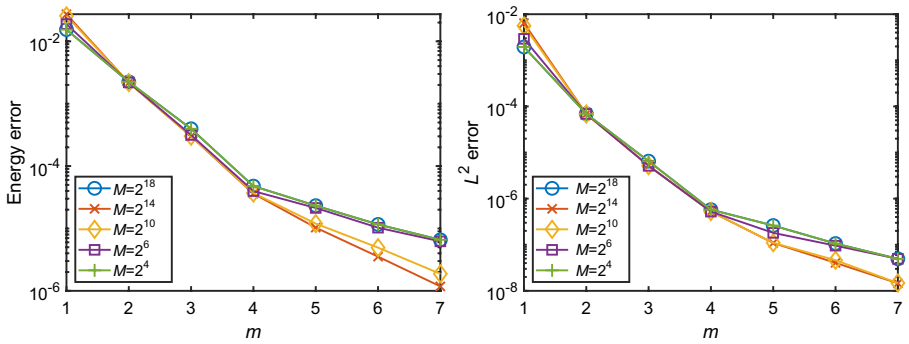 Energy error
10^-2
10^-4
10^-6
M=2^18
M=2^14
M=2^10
M=2^6
M=2^4
1 2 3 4 5 6 7
m
L^2 error
10^-2
10^-4
10^-6
10^-8
M=2^18
M=2^14
M=2^10
M=2^6
M=2^4
1 2 3 4 5 6 7
m